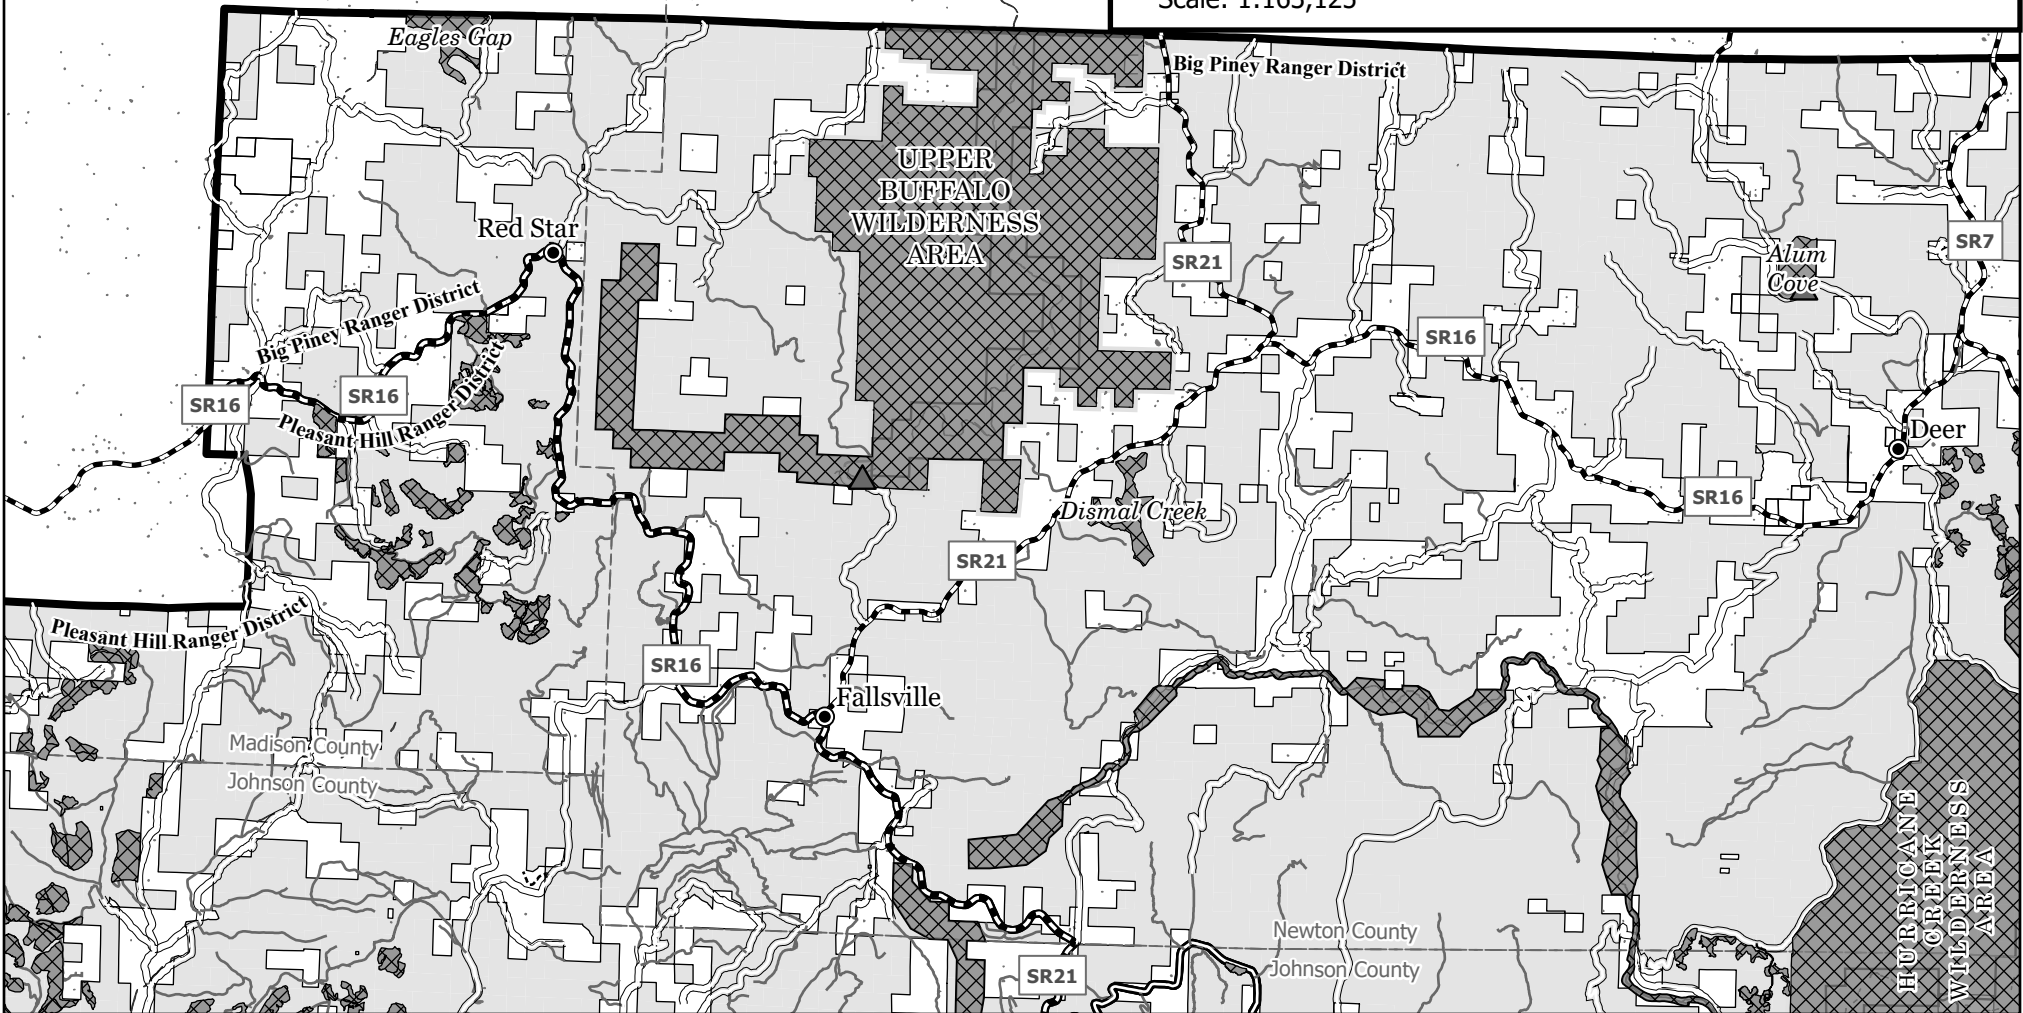 Scale: 1:163,125
Eagles Gap
Big Piney Ranger District
UPPER
BUFFALO
WILDERNESS
AREA
Red Star
SR21
SR7
Alum
Cove
Big Piney Ranger District
SR16
SR16
SR16
Pleasant Hill Ranger District
Deer
SR16
Dismal Creek
SR21
Pleasant Hill Ranger District
SR16
Fallsville
Madison County
Johnson County
HURRICANE
CREEK
WILDERNESS
AREA
Newton County
Johnson County
SR21